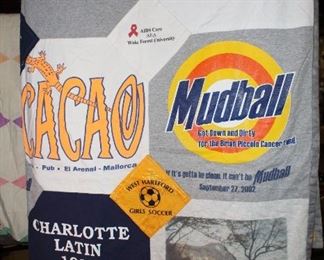 AIDS Care
Wake Forest University
CACAO
Pub • El Arenal - Mallorca
Mudball
Get Down and Dirty
for the Brian Piccolo Cancer Fund
If it's gotta be clean, it can't be Mudball
September 27, 2002
WEST HARTFORD
GIRLS SOCCER
CHARLOTTE
LATIN